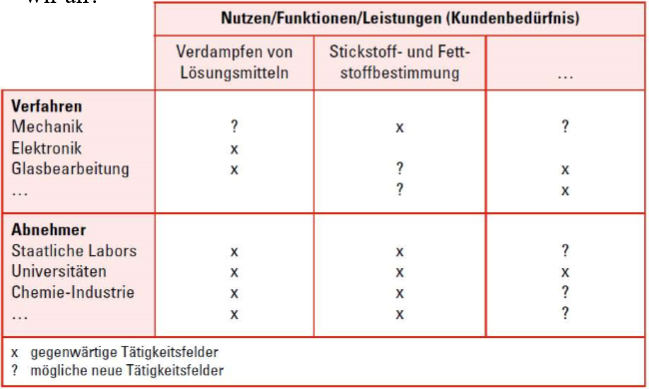 wir an?
Nutzen/Funktionen/Leistungen (Kundenbedürfnis)
Verdampfen von Lösungsmitteln
Stickstoff- und Fett-
stoffbestimmung
...
Verfahren
Mechanik ? x ?
Elektronik x
Glasbearbeitung x ? x
... ? x
Abnehmer
Staatliche Labors x x ?
Universitäten x x x
Chemie-Industrie x x ?
... x x ?
x gegenwärtige Tätigkeitsfelder
? mögliche neue Tätigkeitsfelder